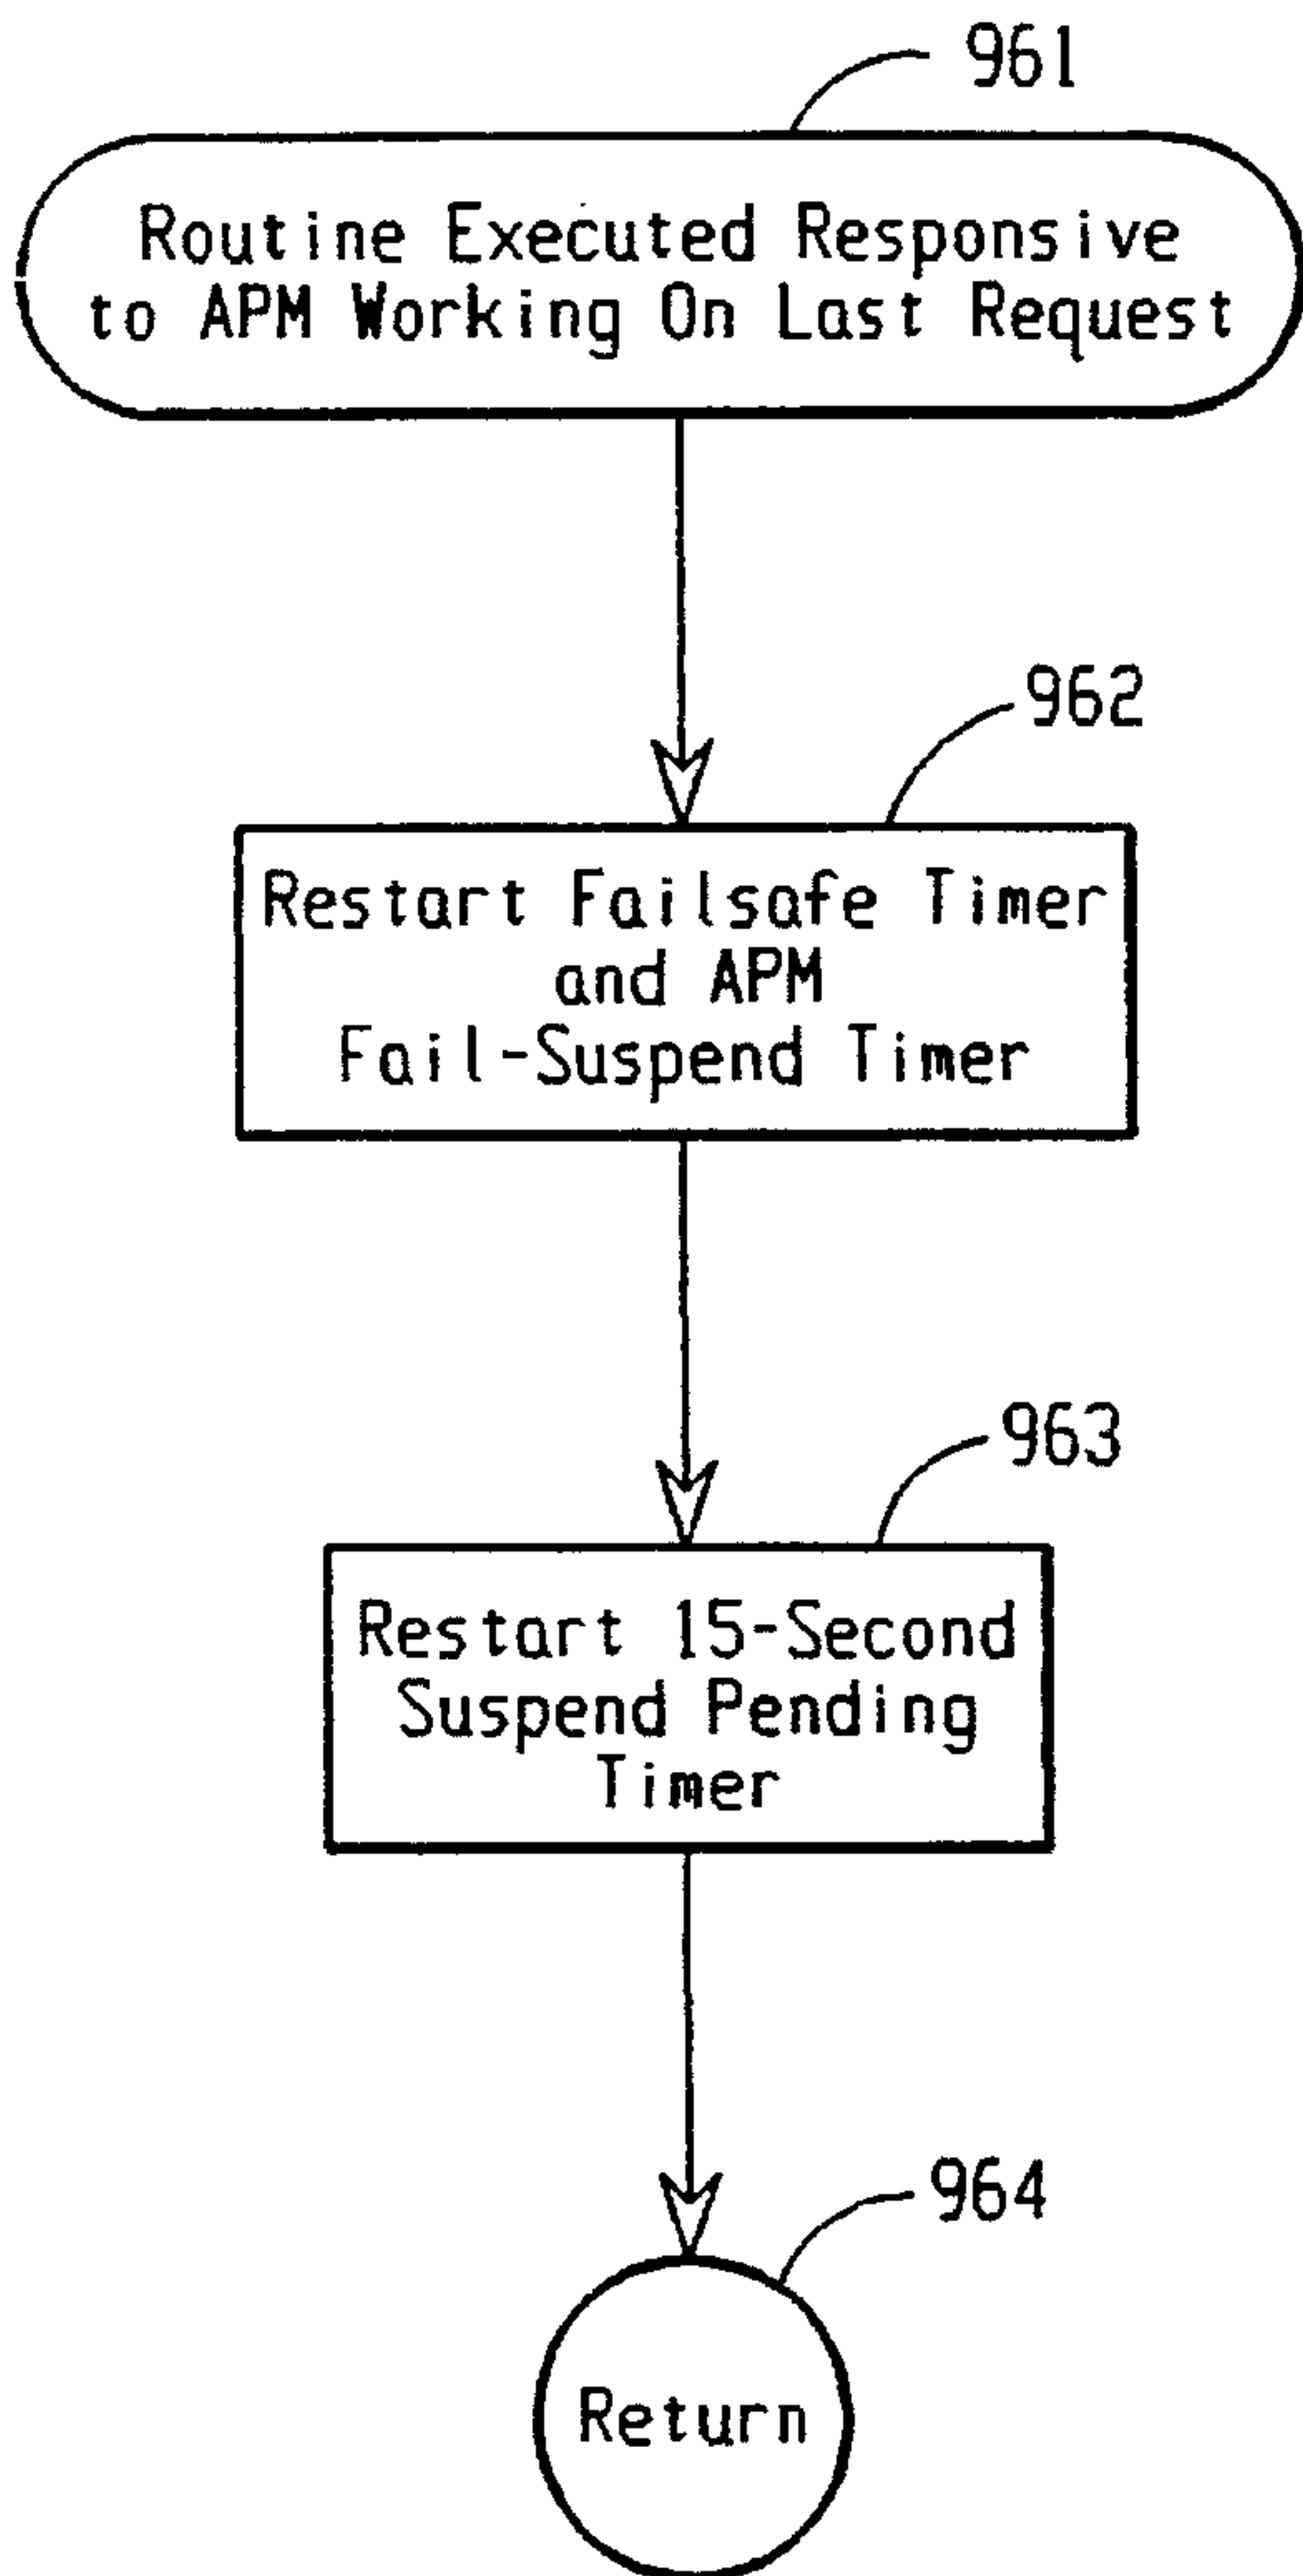 961
Routine Executed Responsive
to APM Working On Last Request
962
Restart Failsafe Timer
and APM
Fail-Suspend Timer
963
Restart 15-Second
Suspend Pending
Timer
964
Return